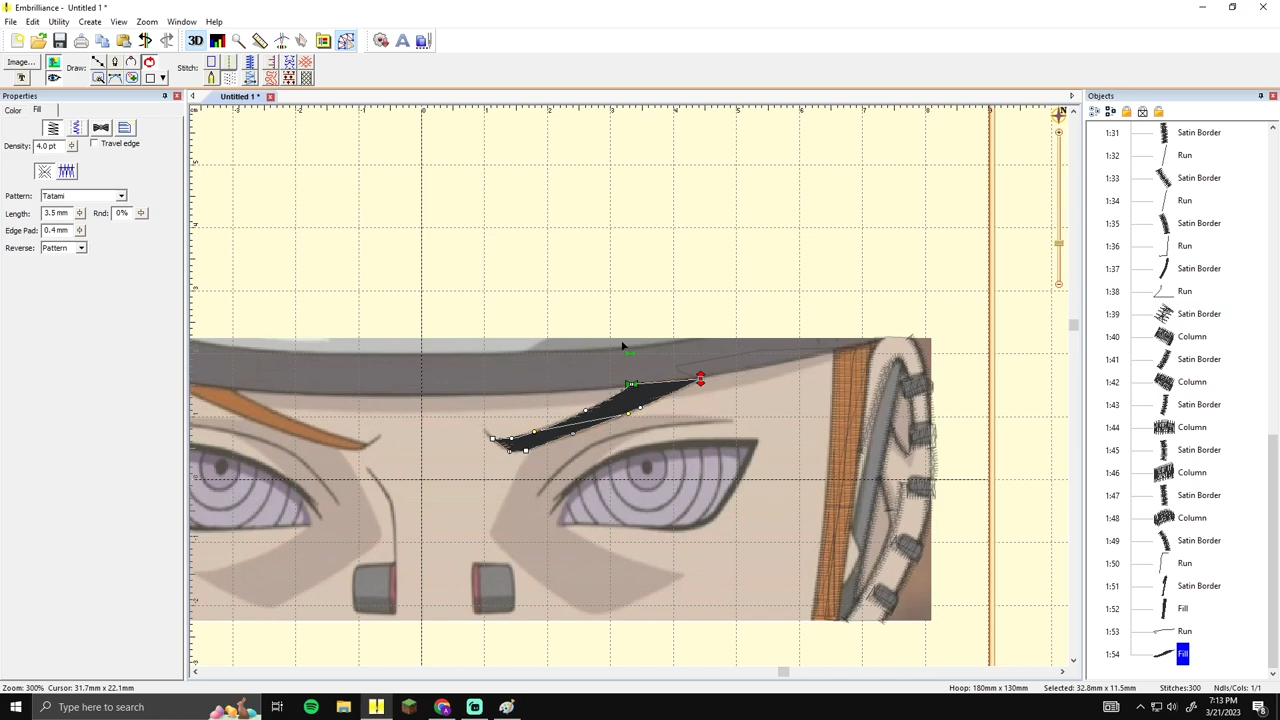 Embrilliance - Untitled 1 *
File Edit Utility Create View Zoom Window Help
3D
Image... Draw: Stitch:
Properties
Untitled 1 *
Objects
Color Fill
Density: 4.0 pt Travel edge
Pattern: Tatami
Length: 3.5 mm Rnd: 0%
Edge Pad: 0.4 mm
Reverse: Pattern
N
1:31 Satin Border
1:32 Run
1:33 Satin Border
1:34 Run
1:35 Satin Border
1:36 Run
1:37 Satin Border
1:38 Run
1:39 Satin Border
1:40 Column
1:41 Satin Border
1:42 Column
1:43 Satin Border
1:44 Column
1:45 Satin Border
1:46 Column
1:47 Satin Border
1:48 Column
1:49 Satin Border
1:50 Run
1:51 Satin Border
1:52 Fill
1:53 Run
1:54 Fill
Zoom: 300% Cursor: 31.7mm x 22.1mm
Hoop: 180mm x 130mm Selected: 32.8mm x 11.5mm Stitches:300 Ndls/Cols: 1/1
Type here to search
7:13 PM
3/21/2023